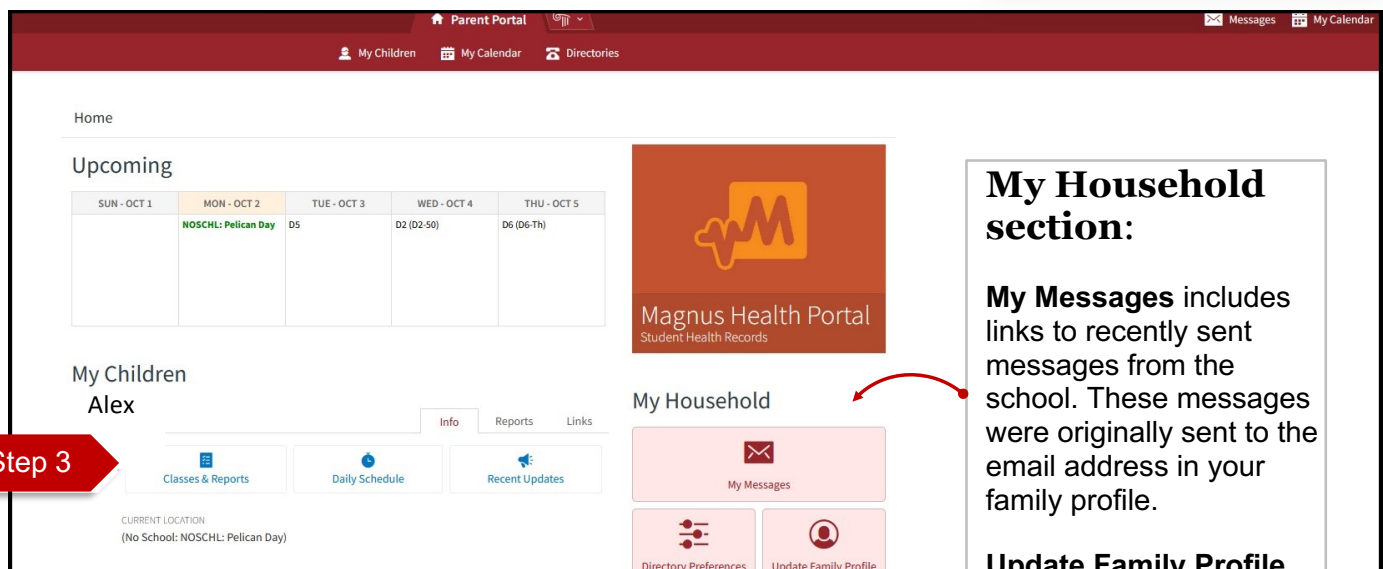 Parent Portal
Messages
My Calendar
My Children
My Calendar
Directories
Home
Upcoming
SUN - OCT 1
MON - OCT 2
TUE - OCT 3
WED - OCT 4
THU - OCT 5
NOSCHL: Pelican Day
D5
D2 (D2-50)
D6 (D6-Th)
Magnus Health Portal
Student Health Records
My Children
Alex
Info
Reports
Links
Step 3
Classes & Reports
Daily Schedule
Recent Updates
CURRENT LOCATION
(No School: NOSCHL: Pelican Day)
My Household
My Messages
Directory Preferences
Update Family Profile
My Household
section:
My Messages includes
links to recently sent
messages from the
school. These messages
were originally sent to the
email address in your
family profile.
Update Family Profile